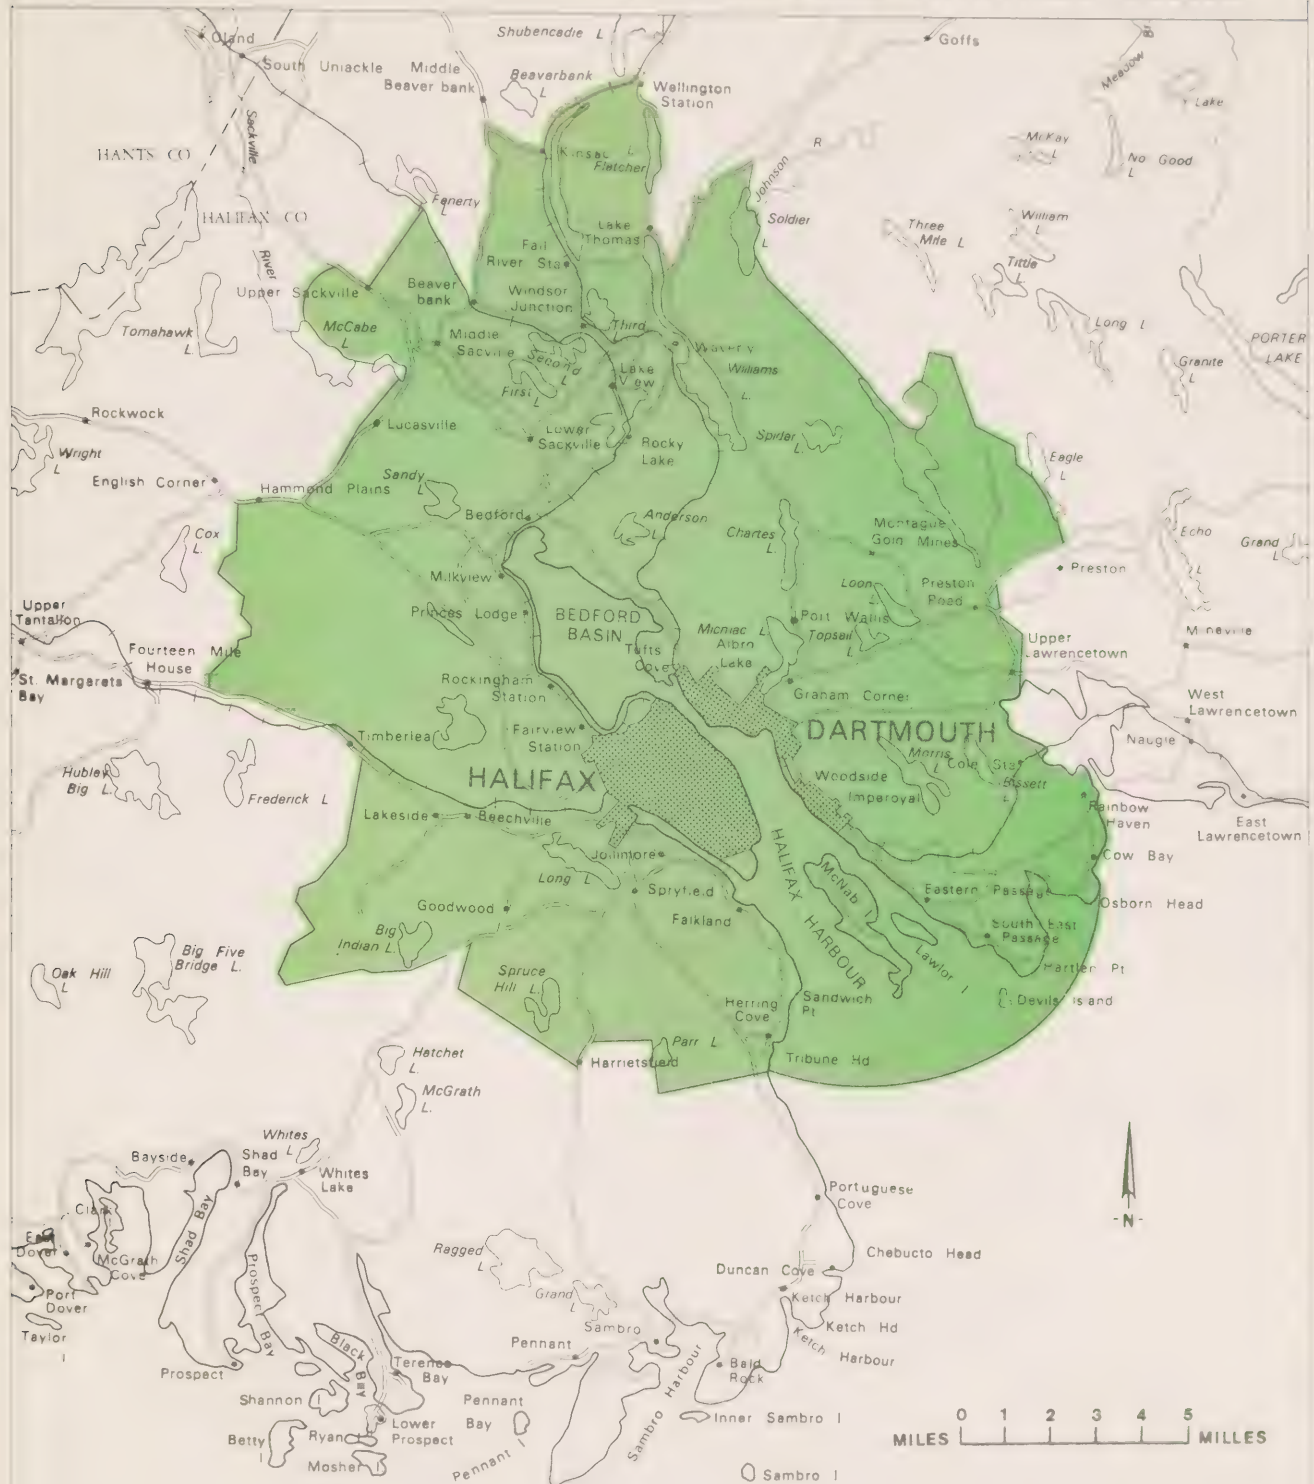 Oland
Shubencadie L
Goffs
South Uniackle
Middle
Beaver bank
Beaverbank
L
Wellington
Station
Meadow Br
Lake
Sackville
River
HANTS CO
HALIFAX CO
Fenerty
L
Kinsac L
Fletcher
Johnson
R
McKay
L
No Good
L
Lake
Thomas
Soldier
L
Three
Mile L
William
L
Tittle
L
Fall
River Sta
Upper Sackville
Beaver
bank
Windsor
Junction
Tomahawk
L
McCabe
L
Middle
Sacville
Second
L
Third
Waverly
Long L
PORTER
LAKE
First
L
Lake
View
Williams
L
Granite
L
Rockwock
Lucasville
Lower
Sackville
Rocky
Lake
Spider
L
Wright
L
Eagle
L
English Corner
Hammond Plains
Sandy
L
Bedford
Anderson
L
Chartes
L
Montague
Goin Mines
Echo
L
Grand
L
Cox
L.
Milkview
Preston
Loon
L
Preston
Road
Upper
Tantallon
Princes Lodge
BEDFORD
BASIN
Port Wallis
Micmac L
Albro
Lake
Topsail
L
Mineville
Fourteen Mile
House
Tufts
Cove
Upper
Lawrencetown
St. Margarets
Bay
Rockingham
Station
Graham Corner
West
Lawrencetown
Timberlea
Fairview
Station
DARTMOUTH
Naugle
Hubley
Big L
Frederick L
HALIFAX
Morris
L
Cole Sta
Bissett
L
Woodside
Imperoyal
Rainbow
Haven
East
Lawrencetown
Lakeside
Beechville
Jollimore
HALIFAX HARBOUR
McNab I
Cow Bay
Long L
Spryfield
Eastern Passage
Osborn Head
Goodwood
Falkland
South East
Passage
Big
Indian L
Lawlor I
Hartlen Pt
Oak Hill
L
Big Five
Bridge L.
Spruce
Hill L
Herring
Cove
Sandwich
Pt
Devils Island
Hatchet
L.
Harrietsfield
Parr L
Tribune Hd
McGrath
L.
Whites
L
Bayside
Shad
Bay
Whites
Lake
Portuguese
Cove
- N -
Clark
East
Dover
McGrath
Cove
Shad Bay
Prospect Bay
Ragged
L
Chebucto Head
Duncan Cove
Port
Dover
Grand
L
Ketch Harbour
Taylor
I
Sambro
Ketch Hd
Ketch Harbour
Black Bay
Pennant
Prospect
Terence
Bay
Bald
Rock
Sambro Harbour
Shannon I
Pennant
Bay
Lower
Prospect
Inner Sambro I
Betty
I
Ryan I
Mosher I
Pennant I
Sambro I
0 1 2 3 4 5
MILES MILLES